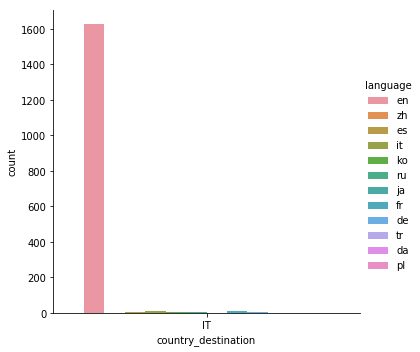 1600
1400
1200
1000
800
600
400
200
0
count
IT
country_destination
language
en
zh
es
it
ko
ru
ja
fr
de
tr
da
pl